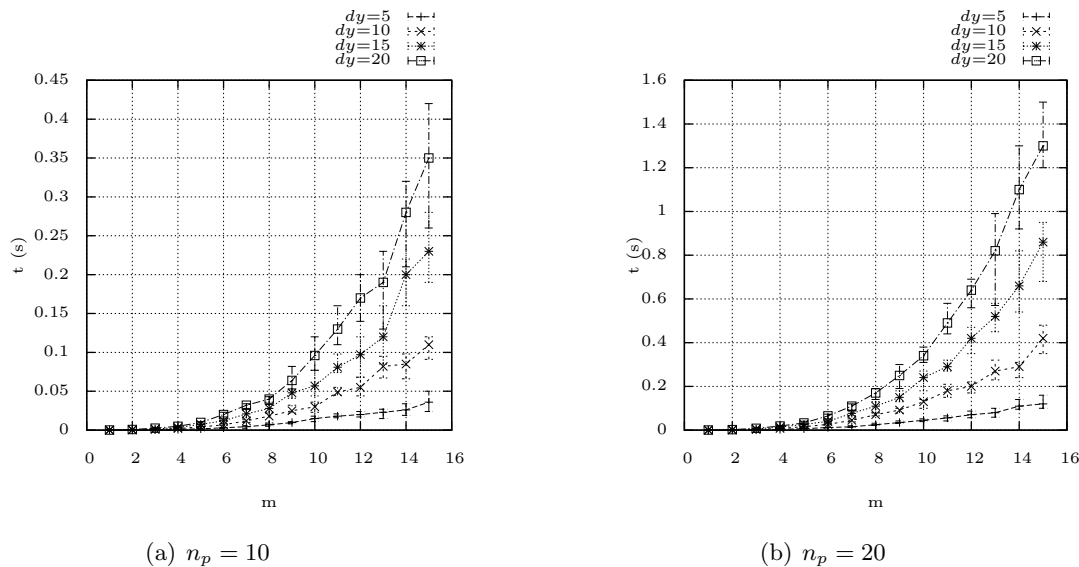 dy=5
dy=10
dy=15
dy=20
0.45
0.4
0.35
0.3
0.25
0.2
0.15
0.1
0.05
0
t (s)
0 2 4 6 8 10 12 14 16
m
(a) n_p = 10
dy=5
dy=10
dy=15
dy=20
1.6
1.4
1.2
1
0.8
0.6
0.4
0.2
0
t (s)
0 2 4 6 8 10 12 14 16
m
(b) n_p = 20